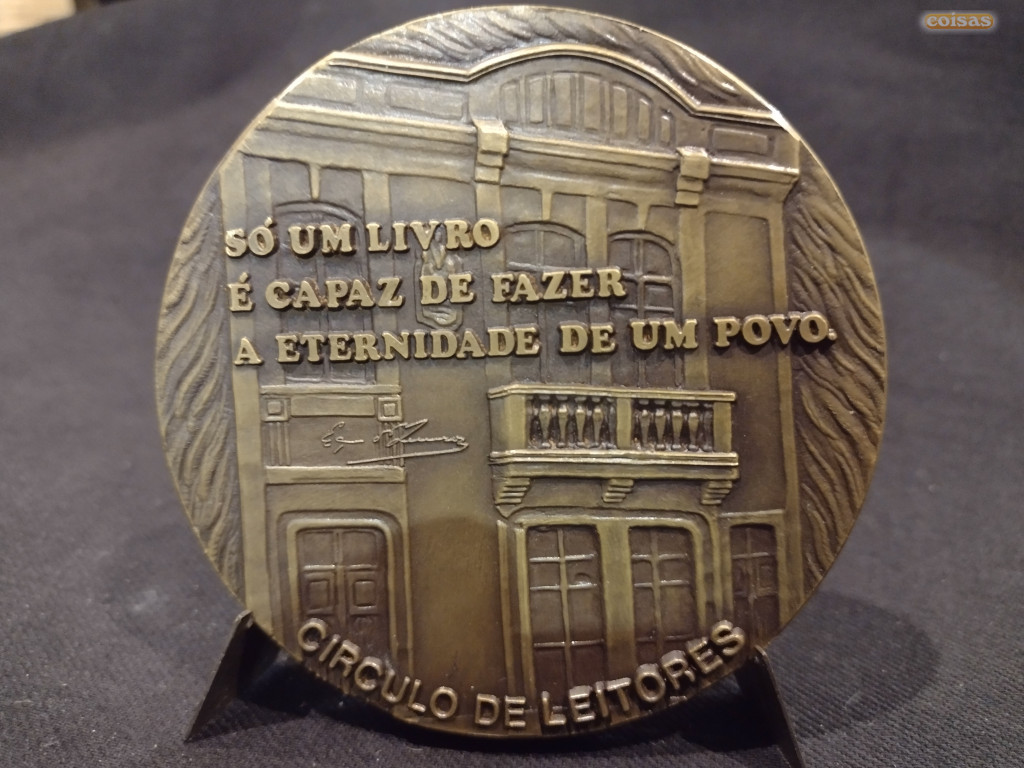 coisas
SÓ UM LIVRO
É CAPAZ DE FAZER
A ETERNIDADE DE UM POVO.
CIRCULO DE LEITORES